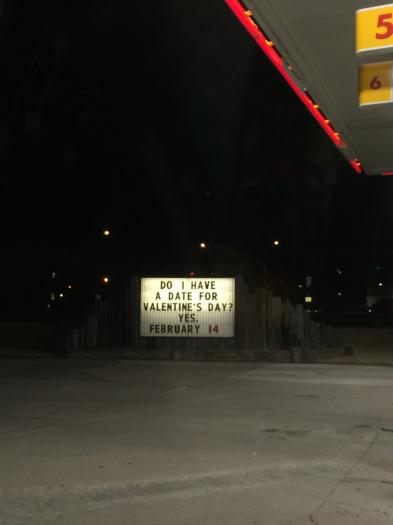 5
6
DO I HAVE
A DATE FOR
VALENTINE'S DAY?
YES.
FEBRUARY 14